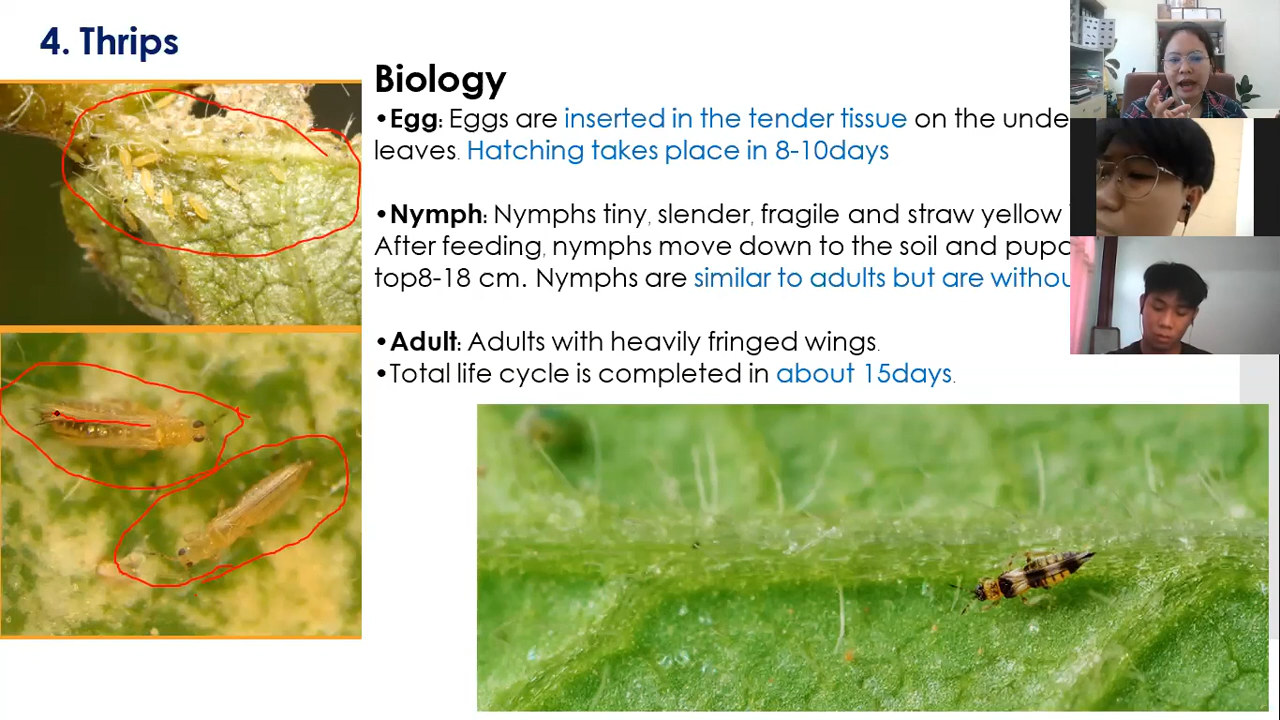 4. Thrips
Biology
•Egg: Eggs are inserted in the tender tissue on the unde
leaves. Hatching takes place in 8-10days
•Nymph: Nymphs tiny, slender, fragile and straw yellow
After feeding, nymphs move down to the soil and pupa
top8-18 cm. Nymphs are similar to adults but are withou
•Adult: Adults with heavily fringed wings.
•Total life cycle is completed in about 15days.